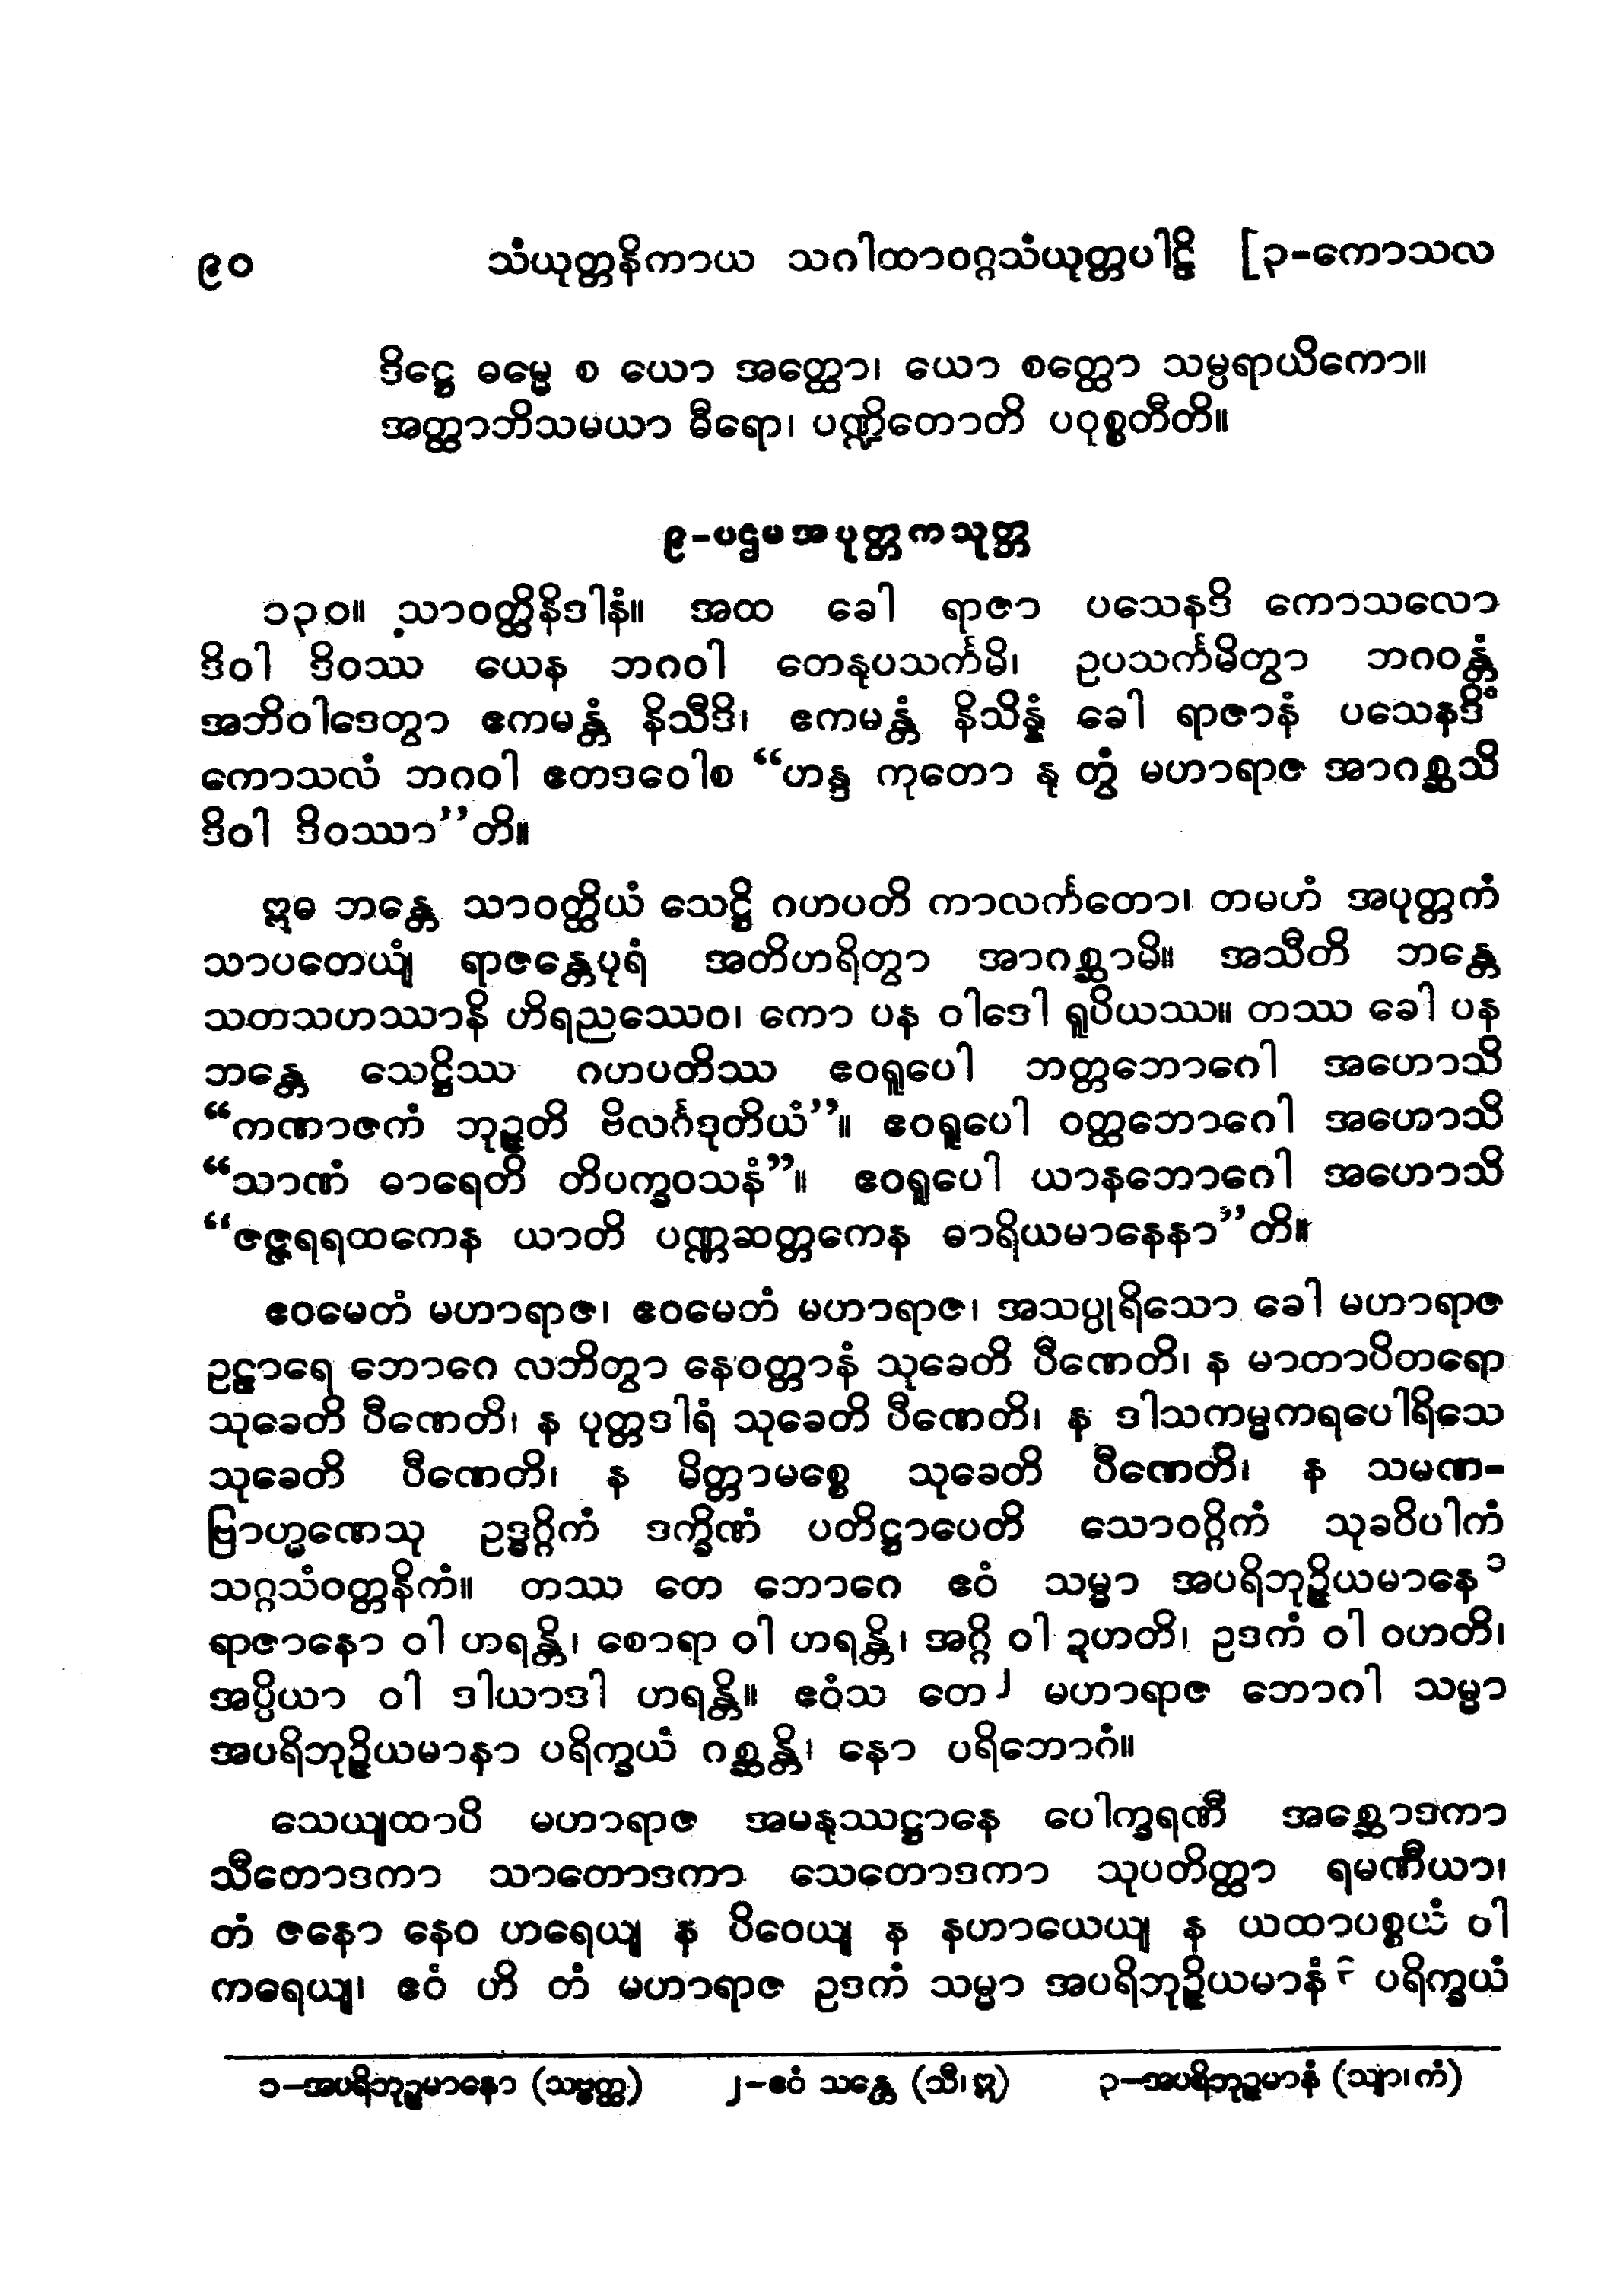 ၉၀ သံယုတ္တနိကာယ သဂါထာဝဂ္ဂသံယုတ္တပါဠိ [၃-ကောသလ
ဒိဋ္ဌေ ဓမ္မေ စ ယော အတ္ထော၊ ယော စတ္ထော သမ္ပရာယိကော။
အတ္ထာဘိသမယာ ဓီရော၊ ပဏ္ဍိတောတိ ပဝုစ္စတီတိ။
၉-ပဌမအပုတ္တကသုတ္တ
၁၃၀။ သာဝတ္ထိနိဒါနံ။ အထ ခေါ ရာဇာ ပသေနဒိ ကောသလော
ဒိဝါ ဒိဝဿ ယေန ဘဂဝါ တေနုပသင်္ကမိ၊ ဥပသင်္ကမိတွာ ဘဂဝန္တံ
အဘိဝါဒေတွာ ဧကမန္တံ နိသီဒိ၊ ဧကမန္တံ နိသိန္နံ ခေါ ရာဇာနံ ပသေနဒိံ
ကောသလံ ဘဂဝါ ဧတဒဝေါစ “ဟန္ဒ ကုတော နု တွံ မဟာရာဇ အာဂစ္ဆသိ
ဒိဝါ ဒိဝဿာ”တိ။
ဣဓ ဘန္တေ သာဝတ္ထိယံ သေဋ္ဌိ ဂဟပတိ ကာလင်္ကတော၊ တမဟံ အပုတ္တကံ
သာပတေယျံ ရာဇန္တေပုရံ အတိဟရိတွာ အာဂစ္ဆာမိ။ အသီတိ ဘန္တေ
သတသဟဿာနိ ဟိရညဿေဝ၊ ကော ပန ဝါဒေါ ရူပိယဿ။ တဿ ခေါ ပန
ဘန္တေ သေဋ္ဌိဿ ဂဟပတိဿ ဧဝရူပေါ ဘတ္တဘောဂေါ အဟောသိ
“ကဏာဇကံ ဘုဉ္ဇတိ ဗိလင်္ဂဒုတိယံ”။ ဧဝရူပေါ ဝတ္ထဘောဂေါ အဟောသိ
“သာဏံ ဓာရေတိ တိပက္ခဝသနံ”။ ဧဝရူပေါ ယာနဘောဂေါ အဟောသိ
“ဇဇ္ဇရရထကေန ယာတိ ပဏ္ဏဆတ္တကေန ဓာရိယမာနေနာ”တိ။
ဧဝမေတံ မဟာရာဇ၊ ဧဝမေတံ မဟာရာဇ၊ အသပ္ပုရိသော ခေါ မဟာရာဇ
ဥဠာရေ ဘောဂေ လဘိတွာ နေဝတ္တာနံ သုခေတိ ပီဏေတိ၊ န မာတာပိတရော
သုခေတိ ပီဏေတိ၊ န ပုတ္တဒါရံ သုခေတိ ပီဏေတိ၊ န ဒါသကမ္မကရပေါရိသေ
သုခေတိ ပီဏေတိ၊ န မိတ္တာမစ္စေ သုခေတိ ပီဏေတိ၊ န သမဏ-
ဗြာဟ္မဏေသု ဥဒ္ဓဂ္ဂိကံ ဒက္ခိဏံ ပတိဋ္ဌာပေတိ သောဝဂ္ဂိကံ သုခဝိပါကံ
သဂ္ဂသံဝတ္တနိကံ။ တဿ တေ ဘောဂေ ဧဝံ သမ္မာ အပရိဘုဉ္ဇိယမာနေ ၁
ရာဇာနော ဝါ ဟရန္တိ၊ စောရာ ဝါ ဟရန္တိ၊ အဂ္ဂိ ဝါ ဍဟတိ၊ ဥဒကံ ဝါ ဝဟတိ၊
အပ္ပိယာ ဝါ ဒါယာဒါ ဟရန္တိ။ ဧဝံသ တေ ၂ မဟာရာဇ ဘောဂါ သမ္မာ
အပရိဘုဉ္ဇိယမာနာ ပရိက္ခယံ ဂစ္ဆန္တိ၊ နော ပရိဘောဂံ။
သေယျထာပိ မဟာရာဇ အမနုဿဋ္ဌာနေ ပေါက္ခရဏီ အစ္ဆောဒကာ
သီတောဒကာ သာတောဒကာ သေတောဒကာ သုပတိတ္ထာ ရမဏီယာ၊
တံ ဇနော နေဝ ဟရေယျ န ပိဝေယျ န နဟာယေယျ န ယထာပစ္စယံ ဝါ
ကရေယျ၊ ဧဝံ ဟိ တံ မဟာရာဇ ဥဒကံ သမ္မာ အပရိဘုဉ္ဇိယမာနံ ၃ ပရိက္ခယံ
၁-အပရိဘုဉ္ဇမာနော (သဗ္ဗတ္ထ) ၂-ဧဝံ သန္တေ (သီ၊ ဣ) ၃-အပရိဘုဉ္ဇမာနံ (သျာ၊ ကံ)